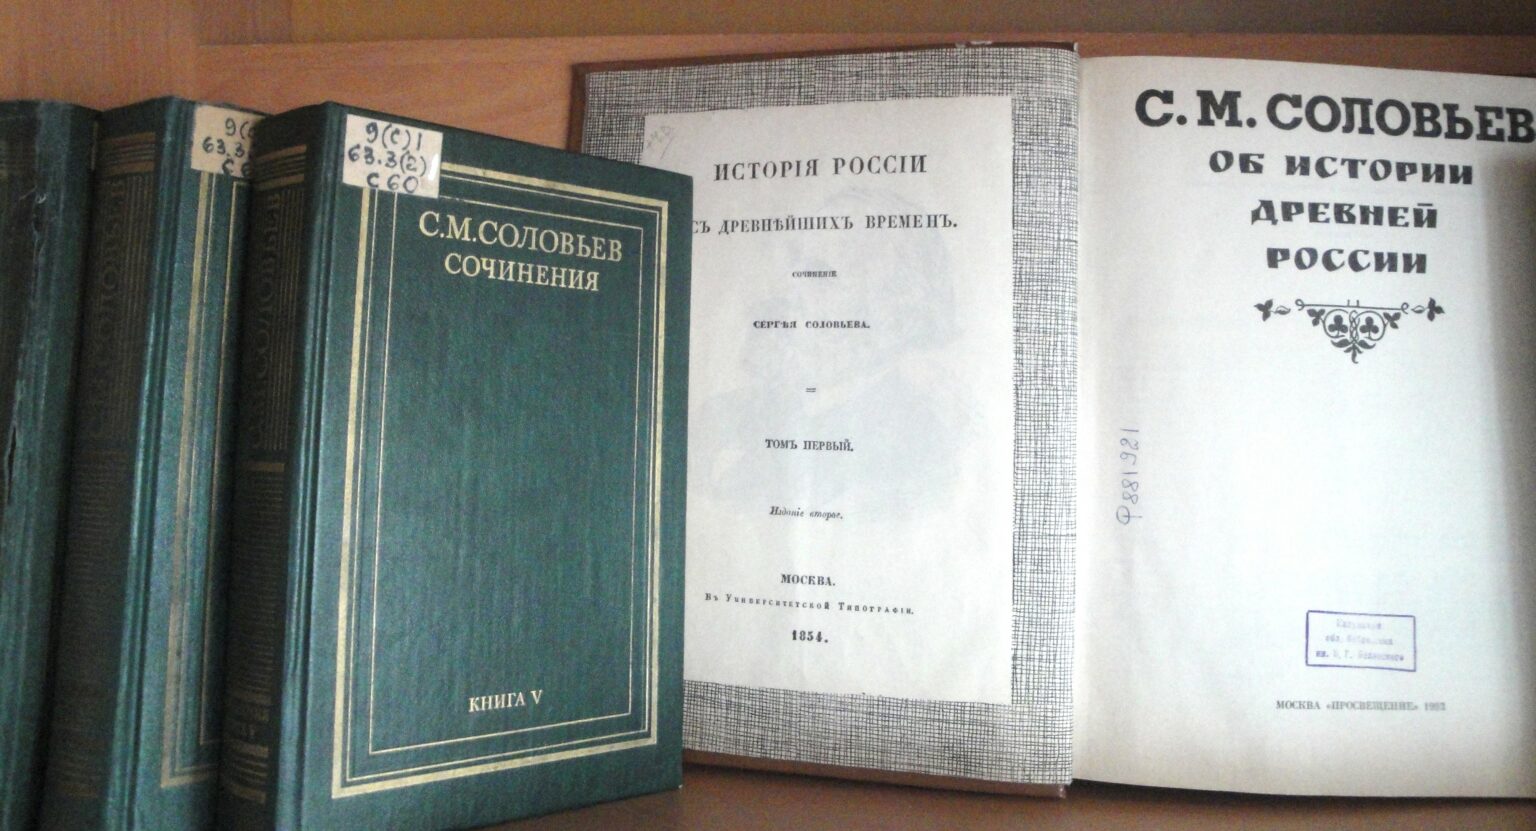 9(с)1
63.3(2)
С60
С.М.СОЛОВЬЕВ
СОЧИНЕНИЯ
КНИГА V
ИСТОРІЯ РОССІИ
СЪ ДРЕВНѢЙШИХЪ ВРЕМЕНЪ.
СОЧИНЕНІЕ
СЕРГѢЯ СОЛОВЬЕВА.
ТОМЪ ПЕРВЫЙ.
Изданіе второе.
МОСКВА.
Въ Университетской Типографіи.
1854.
С. М. СОЛОВЬЕВ
ОБ ИСТОРИИ
ДРЕВНЕЙ
РОССИИ
Ф881921
МОСКВА «ПРОСВЕЩЕНИЕ»